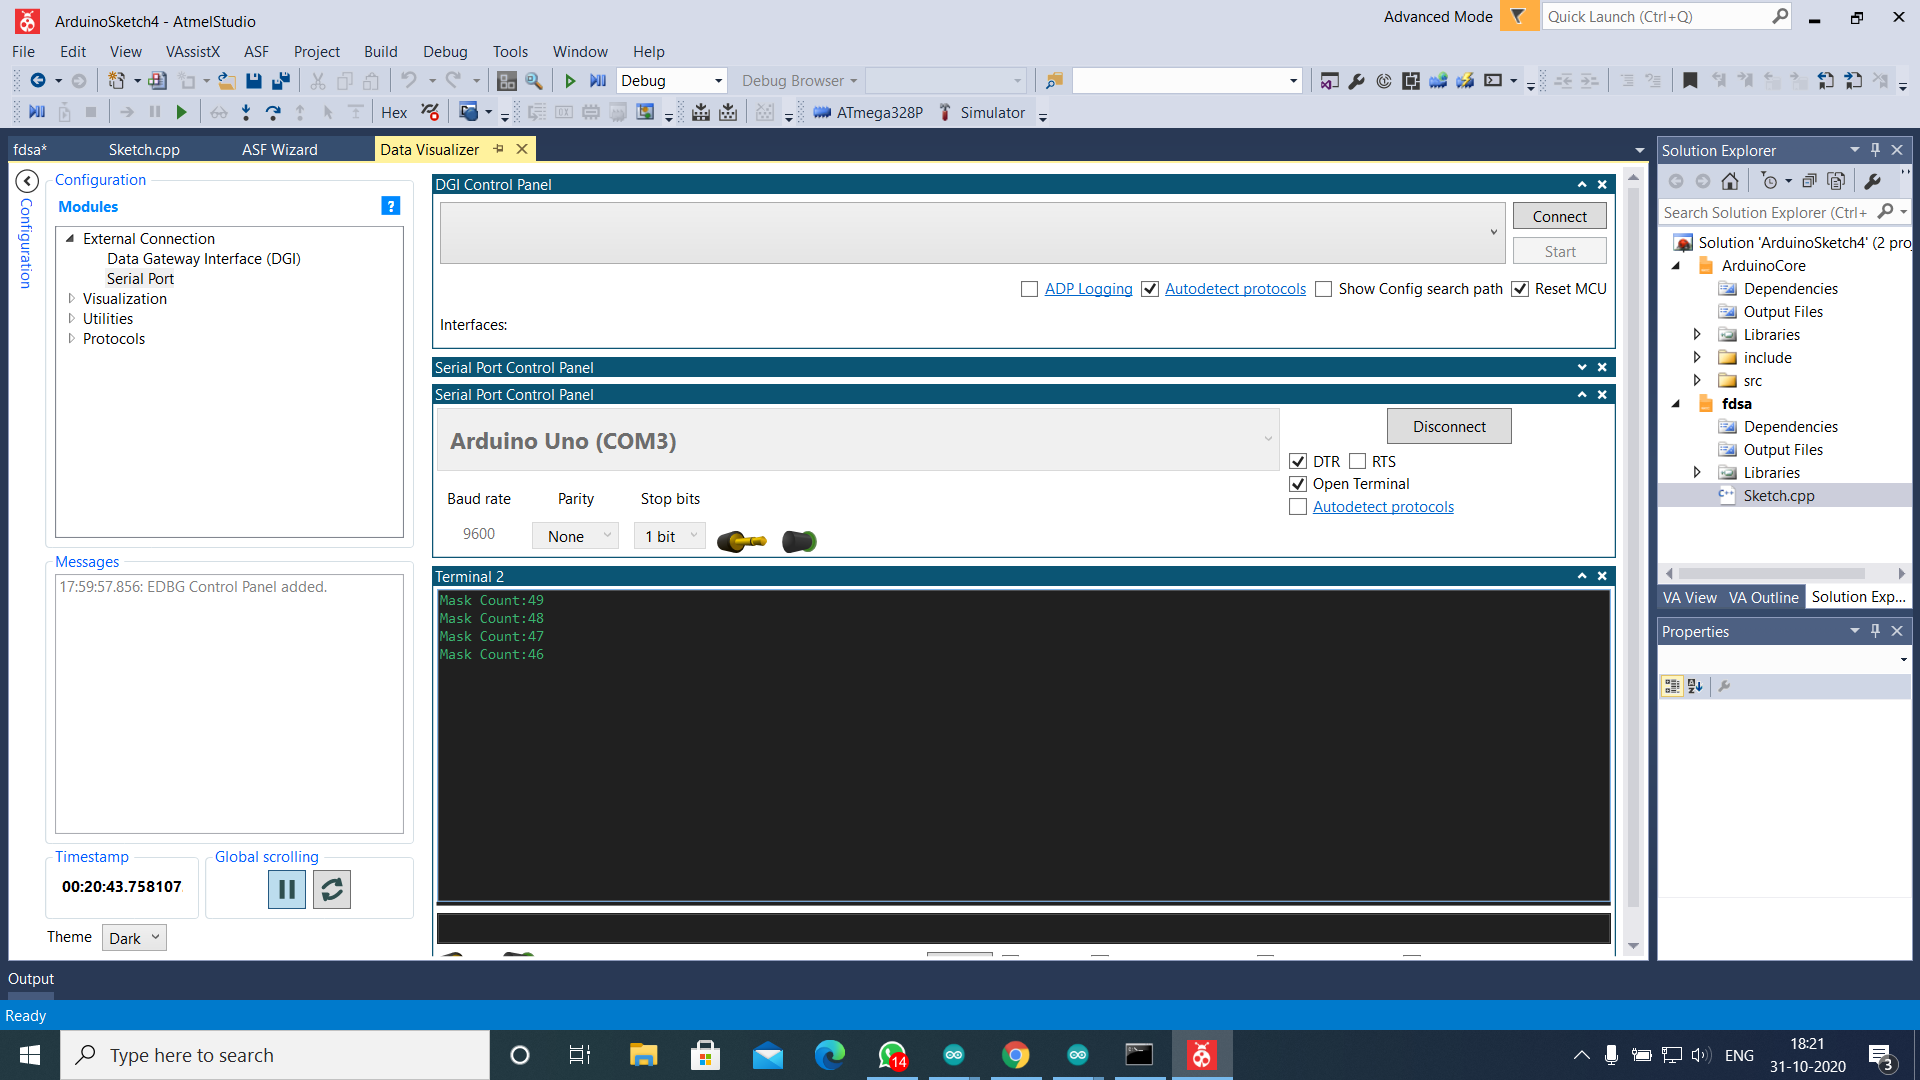 ArduinoSketch4 - AtmelStudio
Advanced Mode
Quick Launch (Ctrl+Q)
File Edit View VAssistX ASF Project Build Debug Tools Window Help
Debug
Debug Browser
Hex
ATmega328P
Simulator
fdsa*
Sketch.cpp
ASF Wizard
Data Visualizer
Configuration
Configuration
Modules
?
External Connection
Data Gateway Interface (DGI)
Serial Port
Visualization
Utilities
Protocols
Messages
17:59:57.856: EDBG Control Panel added.
Timestamp
00:20:43.758107
Global scrolling
Theme
Dark
DGI Control Panel
Connect
Start
ADP Logging
Autodetect protocols
Show Config search path
Reset MCU
Interfaces:
Serial Port Control Panel
Serial Port Control Panel
Arduino Uno (COM3)
Disconnect
DTR
RTS
Open Terminal
Autodetect protocols
Baud rate
Parity
Stop bits
9600
None
1 bit
Terminal 2
Mask Count:49
Mask Count:48
Mask Count:47
Mask Count:46
Solution Explorer
Search Solution Explorer (Ctrl+
Solution 'ArduinoSketch4' (2 pro
ArduinoCore
Dependencies
Output Files
Libraries
include
src
fdsa
Dependencies
Output Files
Libraries
Sketch.cpp
VA View
VA Outline
Solution Exp...
Properties
Output
Ready
Type here to search
14
ENG
18:21
31-10-2020
3